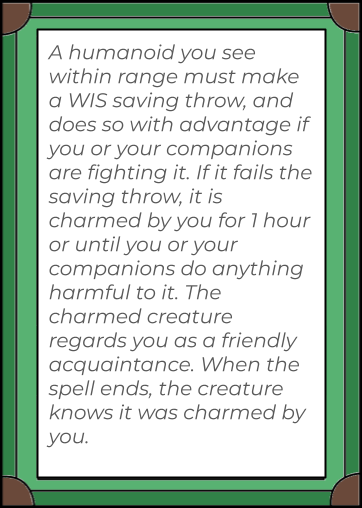 A humanoid you see
within range must make
a WIS saving throw, and
does so with advantage if
you or your companions
are fighting it. If it fails the
saving throw, it is
charmed by you for 1 hour
or until you or your
companions do anything
harmful to it. The
charmed creature
regards you as a friendly
acquaintance. When the
spell ends, the creature
knows it was charmed by
you.